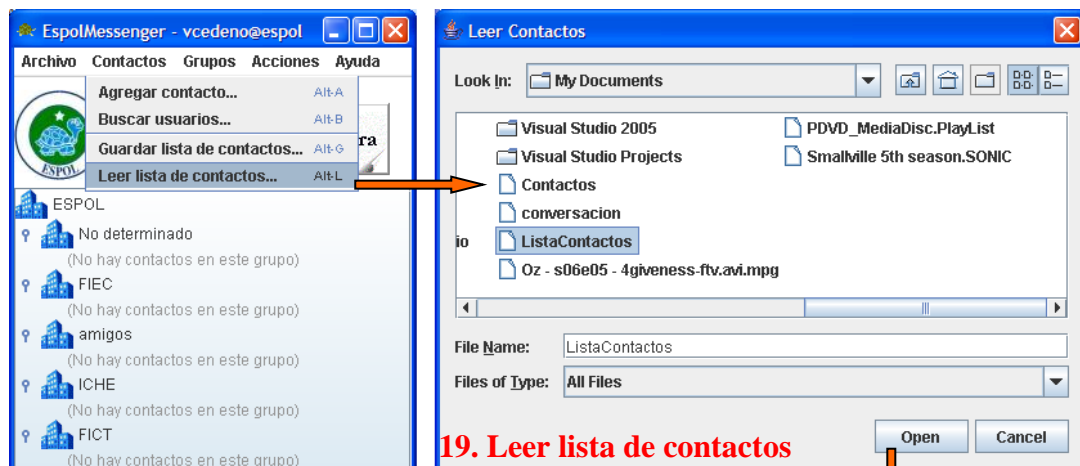 EspolMessenger - vcedeno@espol
Archivo Contactos Grupos Acciones Ayuda
Agregar contacto... Alt-A
Buscar usuarios... Alt-B
Guardar lista de contactos... Alt-G
Leer lista de contactos... Alt-L
ra
ESPOL
ESPOL
No determinado
(No hay contactos en este grupo)
FIEC
(No hay contactos en este grupo)
amigos
(No hay contactos en este grupo)
ICHE
(No hay contactos en este grupo)
FICT
(No hay contactos en este grupo)
Leer Contactos
Look In: My Documents
Visual Studio 2005
Visual Studio Projects
Contactos
conversacion
io ListaContactos
Oz - s06e05 - 4giveness-ftv.avi.mpg
PDVD_MediaDisc.PlayList
Smallville 5th season.SONIC
File Name: ListaContactos
Files of Type: All Files
Open Cancel
19. Leer lista de contactos